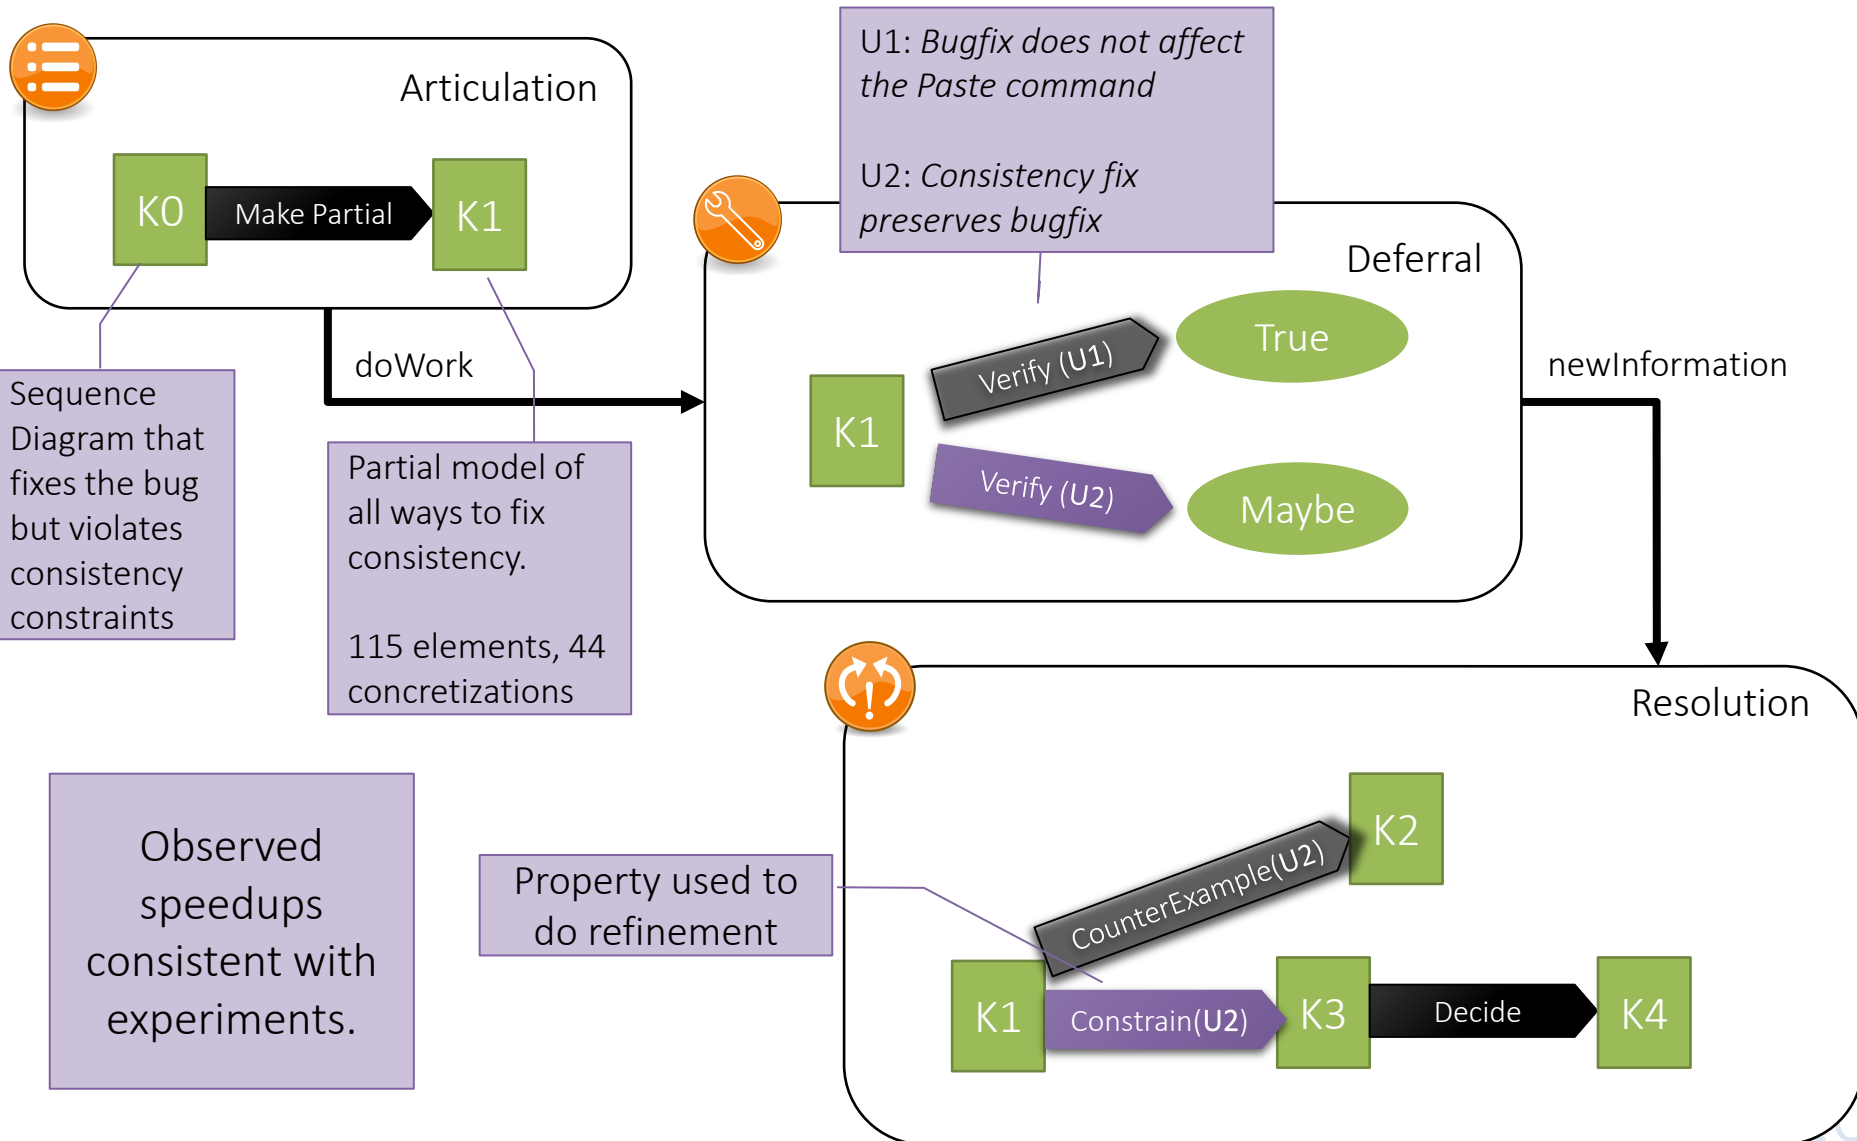 Articulation
K0
Make Partial
K1
doWork
Sequence
Diagram that
fixes the bug
but violates
consistency
constraints
Partial model of
all ways to fix
consistency.
115 elements, 44
concretizations
U1: Bugfix does not affect
the Paste command
U2: Consistency fix
preserves bugfix
Deferral
K1
Verify (U1)
True
Verify (U2)
Maybe
newInformation
Resolution
K2
CounterExample(U2)
K1
Constrain(U2)
K3
Decide
K4
Property used to
do refinement
Observed
speedups
consistent with
experiments.